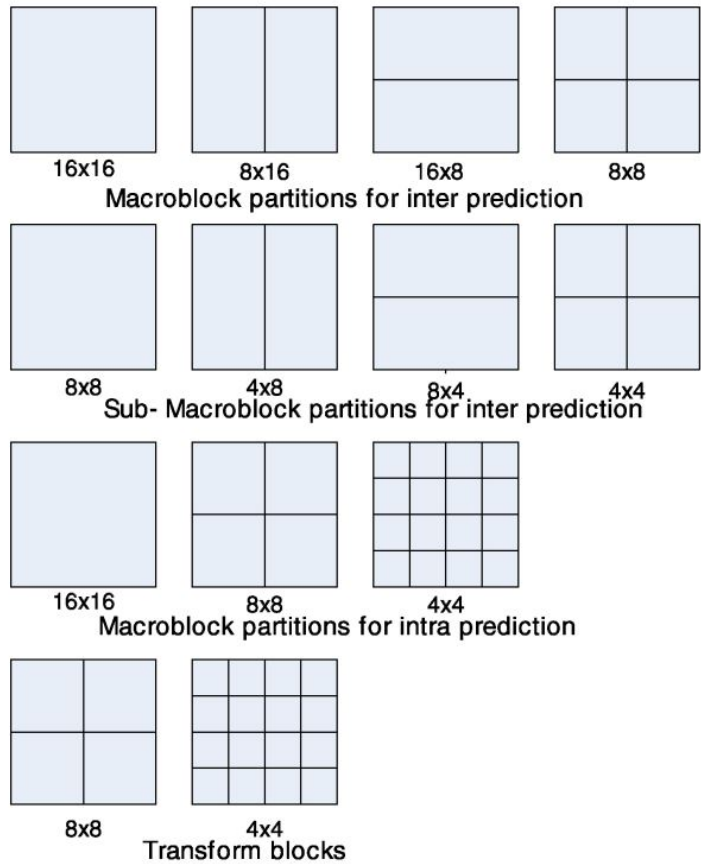 16x16 8x16 16x8 8x8
Macroblock partitions for inter prediction
8x8 4x8 8x4 4x4
Sub- Macroblock partitions for inter prediction
16x16 8x8 4x4
Macroblock partitions for intra prediction
8x8 4x4
Transform blocks